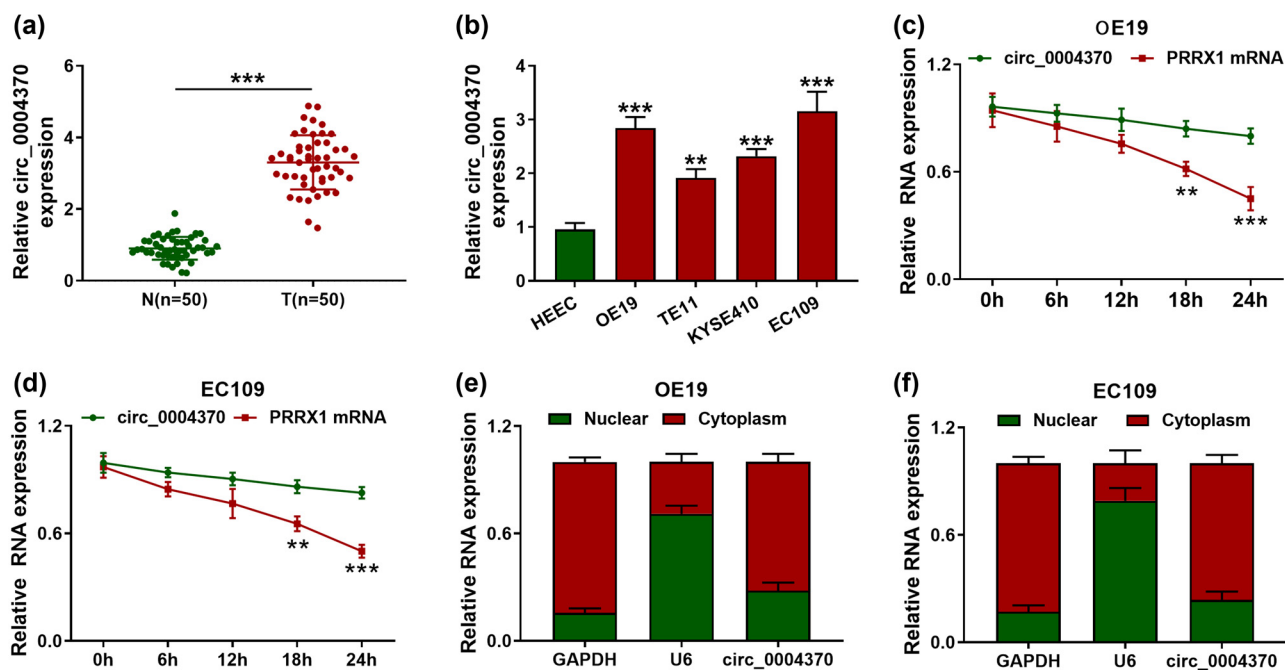 (a)
Relative circ_0004370
expression
6
4
2
0
***
N(n=50)
T(n=50)
(b)
Relative circ_0004370
expression
4
3
2
1
0
***
**
***
***
HEEC
OE19
TE11
KYSE410
EC109
(c)
OE19
circ_0004370
PRRX1 mRNA
Relative RNA expression
1.2
0.6
0.0
**
***
0h
6h
12h
18h
24h
(d)
EC109
circ_0004370
PRRX1 mRNA
Relative RNA expression
1.2
0.6
0.0
**
***
0h
6h
12h
18h
24h
(e)
OE19
Nuclear
Cytoplasm
Relative RNA expression
1.2
0.6
0.0
GAPDH
U6
circ_0004370
(f)
EC109
Nuclear
Cytoplasm
Relative RNA expression
1.2
0.6
0.0
GAPDH
U6
circ_0004370